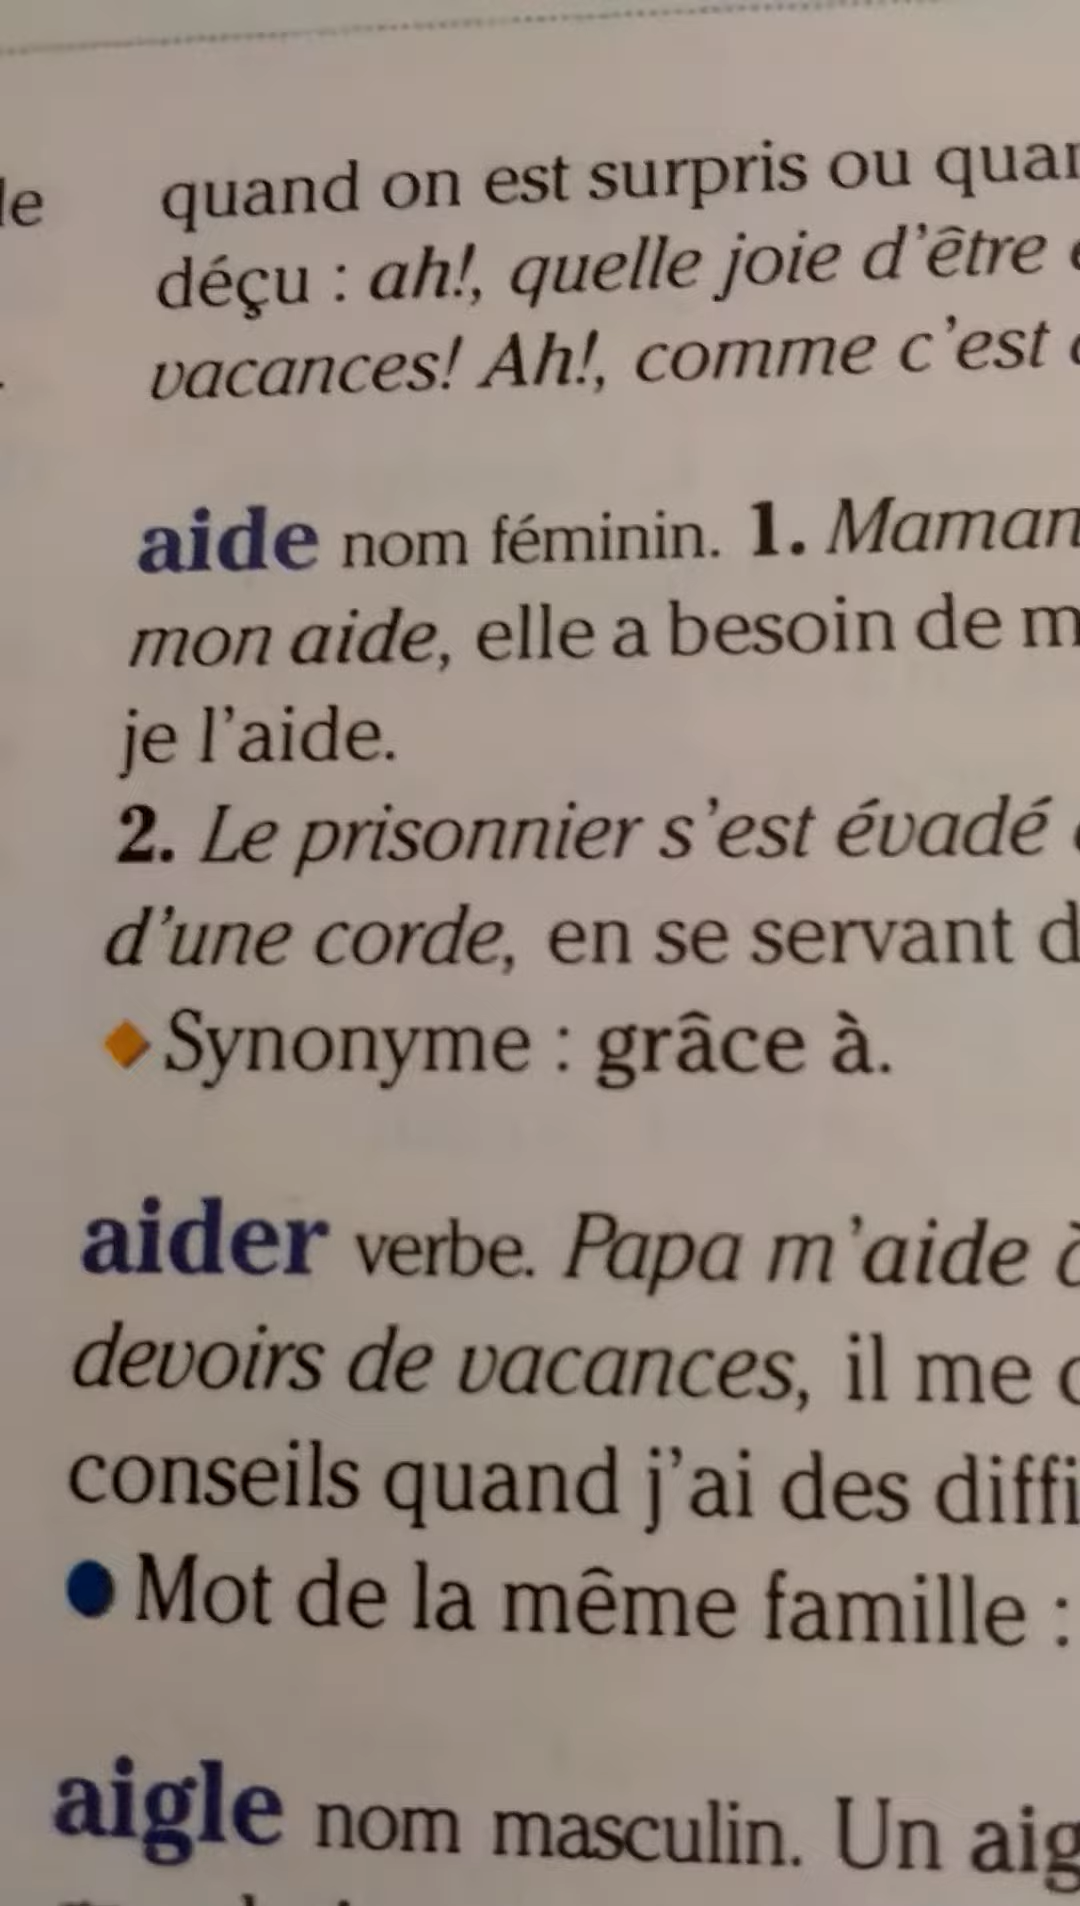 le
quand on est surpris ou
déçu : ah!, quelle joie d'être
vacances! Ah!, comme c'est
aide nom féminin. 1. Maman
mon aide, elle a besoin de
je l'aide.
2. Le prisonnier s'est évadé
d'une corde, en se servant
◆ Synonyme : grâce à.
aider verbe. Papa m'aide
devoirs de vacances, il me
conseils quand j'ai des
● Mot de la même famille :
aigle nom masculin. Un